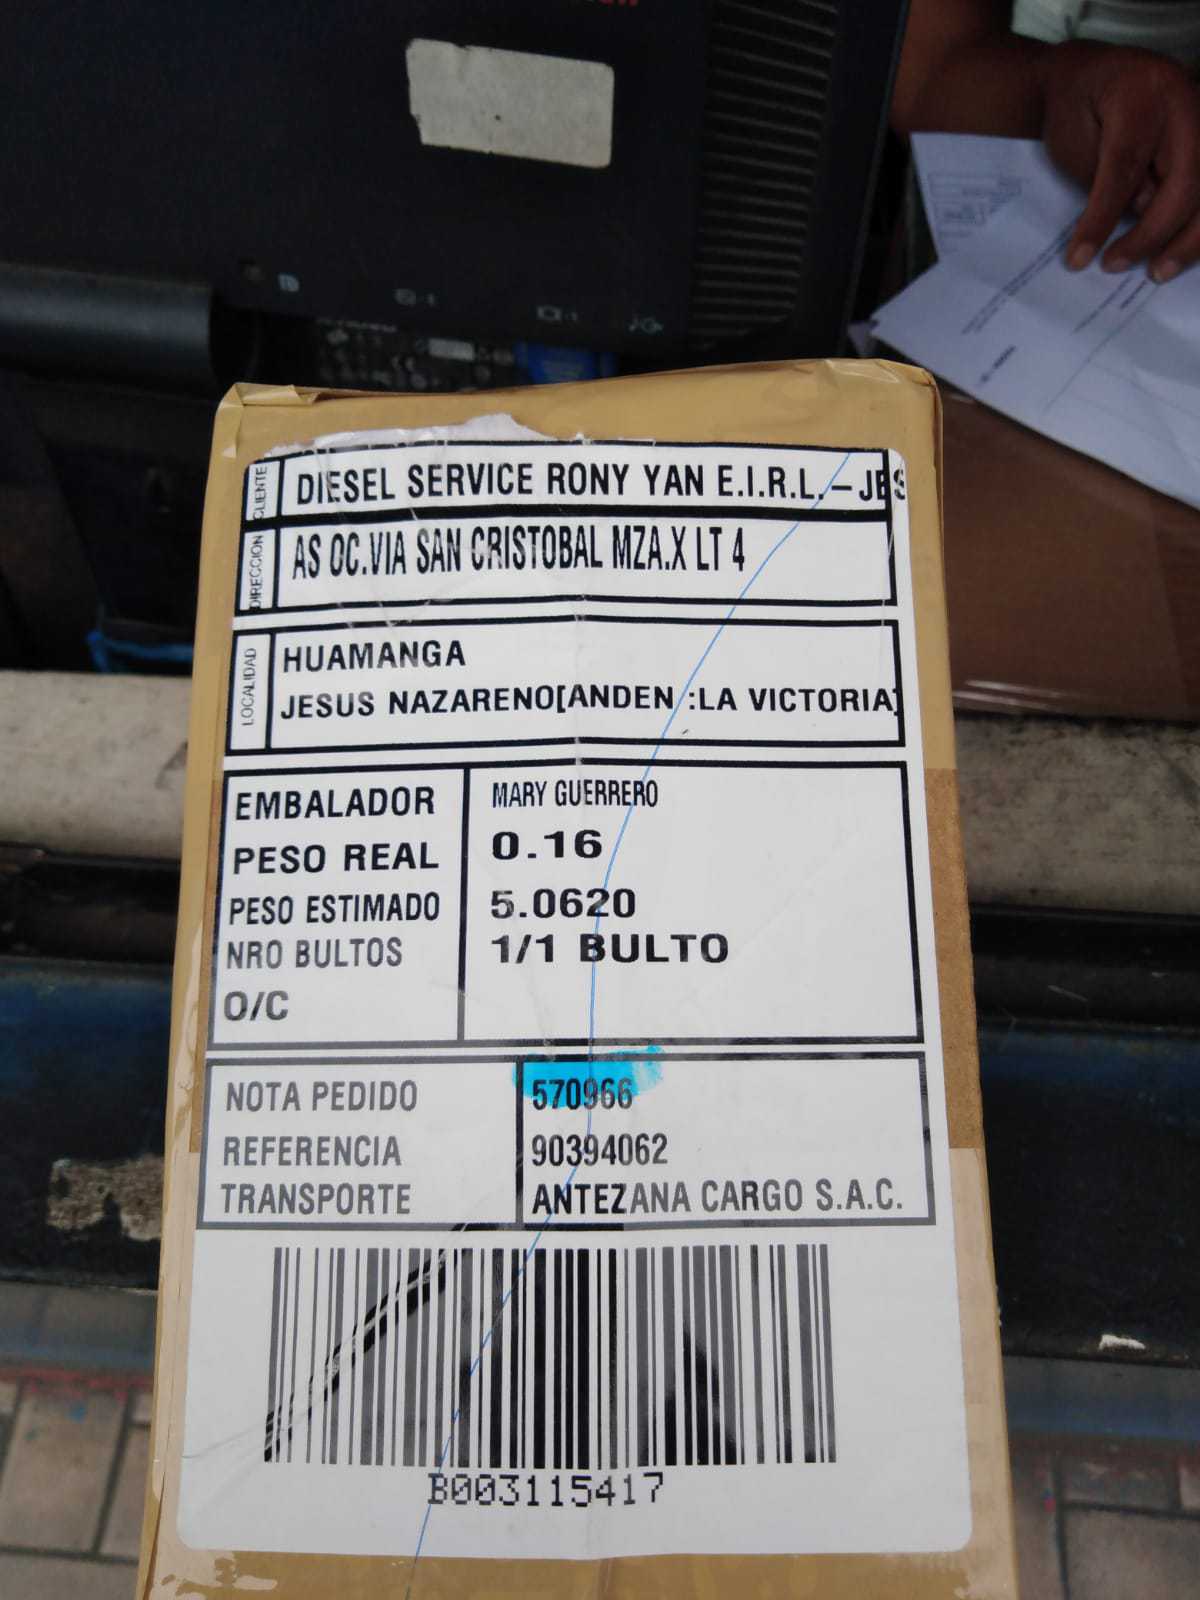 CLIENTE
DIESEL SERVICE RONY YAN E.I.R.L. – JES
DIRECCION
AS OC.VIA SAN CRISTOBAL MZA.X LT 4
LOCALIDAD
HUAMANGA
JESUS NAZARENO[ANDEN :LA VICTORIA]
EMBALADOR MARY GUERRERO
PESO REAL 0.16
PESO ESTIMADO 5.0620
NRO BULTOS 1/1 BULTO
O/C
NOTA PEDIDO 570966
REFERENCIA 90394062
TRANSPORTE ANTEZANA CARGO S.A.C.
B003115417